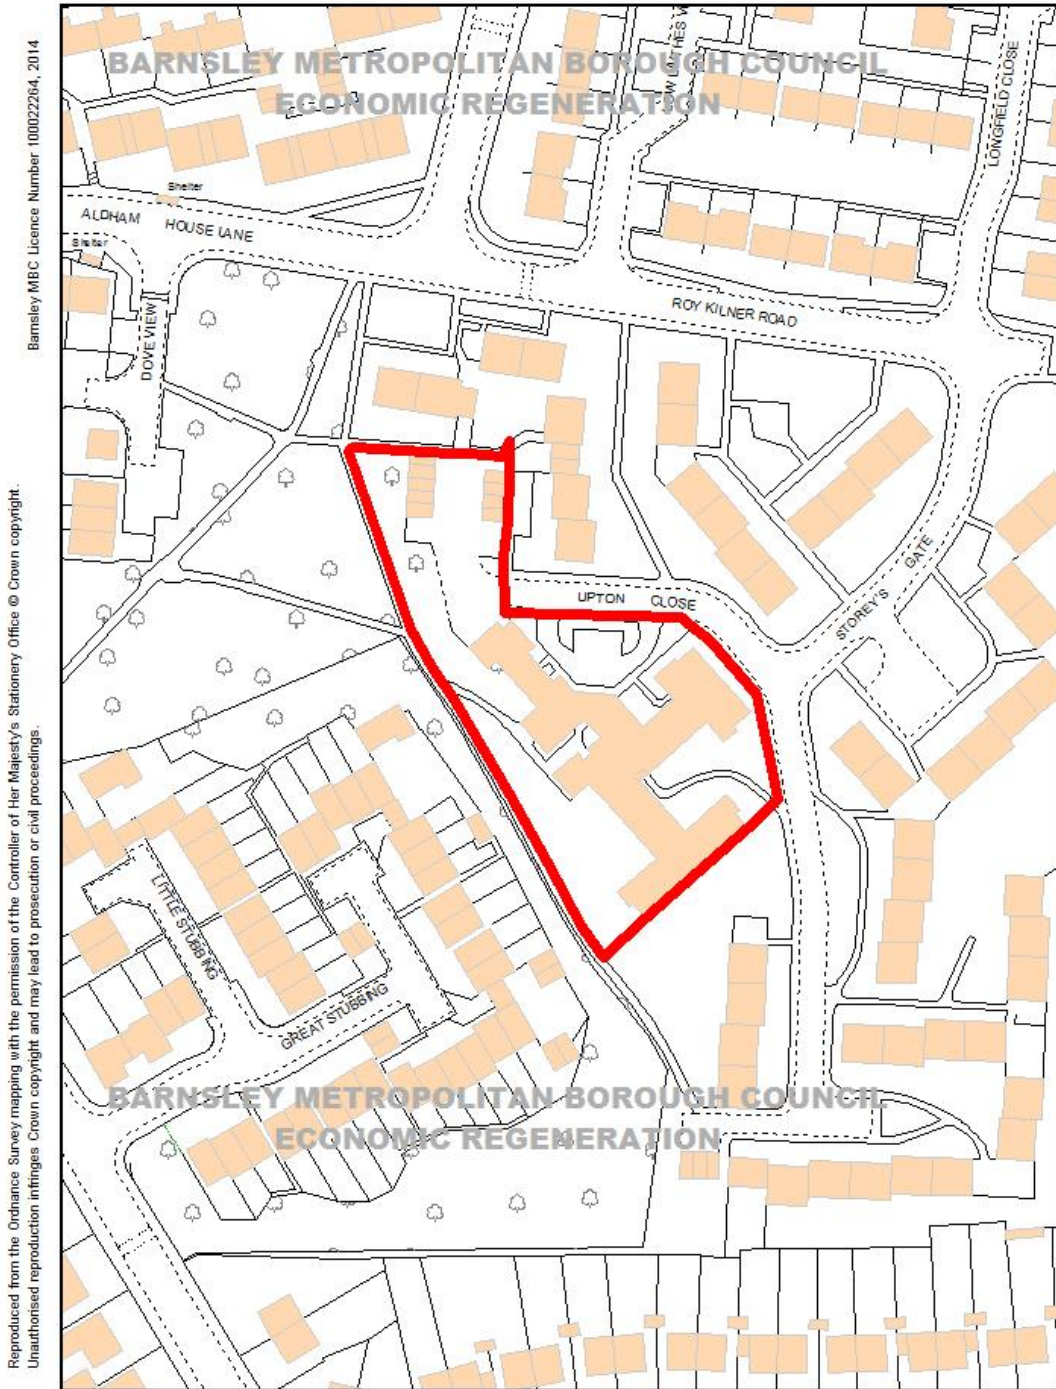 Reproduced from the Ordnance Survey mapping with the permission of the Controller of Her Majesty's Stationery Office © Crown copyright.
Unauthorised reproduction infringes Crown copyright and may lead to prosecution or civil proceedings.
Barnsley MBC Licence Number 100022264, 2014
BARNSLEY METROPOLITAN BOROUGH COUNCIL
ECONOMIC REGENERATION
LONGFIELD CLOSE
Shelter
ALDHAM HOUSE LANE
Shelter
DOVE VIEW
ROY KILNER ROAD
UPTON CLOSE
STOREY'S GATE
LITTLE STUBBING
GREAT STUBBING
BARNSLEY METROPOLITAN BOROUGH COUNCIL
ECONOMIC REGENERATION